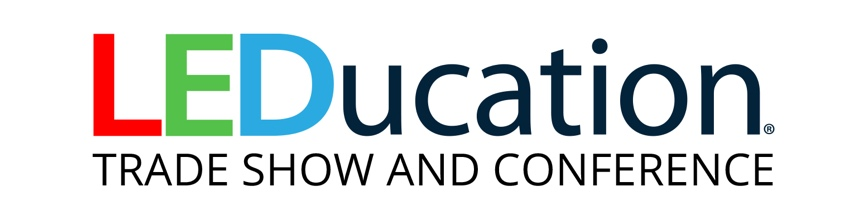 LEDucation®
TRADE SHOW AND CONFERENCE